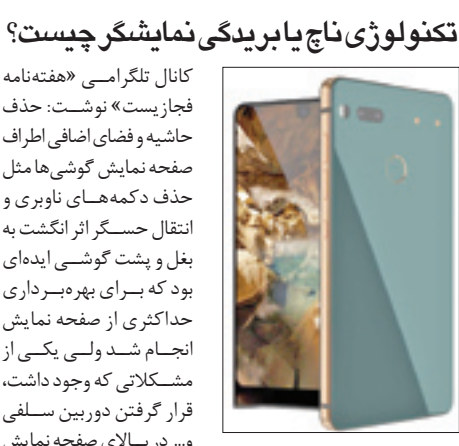 تکنولوژی ناچ یا بریدگی نمایشگر چیست؟
کانال تلگرامی «هفته‌نامه
فجازیست» نوشت: حذف
حاشیه و فضای اضافی اطراف
صفحه نمایش گوشی‌ها مثل
حذف دکمه‌های ناوبری و
انتقال حسگر اثر انگشت به
بغل و پشت گوشی ایده‌ای
بود که برای بهره‌برداری
حداکثری از صفحه نمایش
انجام شد ولی یکی از
مشکلاتی که وجود داشت،
قرار گرفتن دوربین سلفی
و... در بالای صفحه نمایش